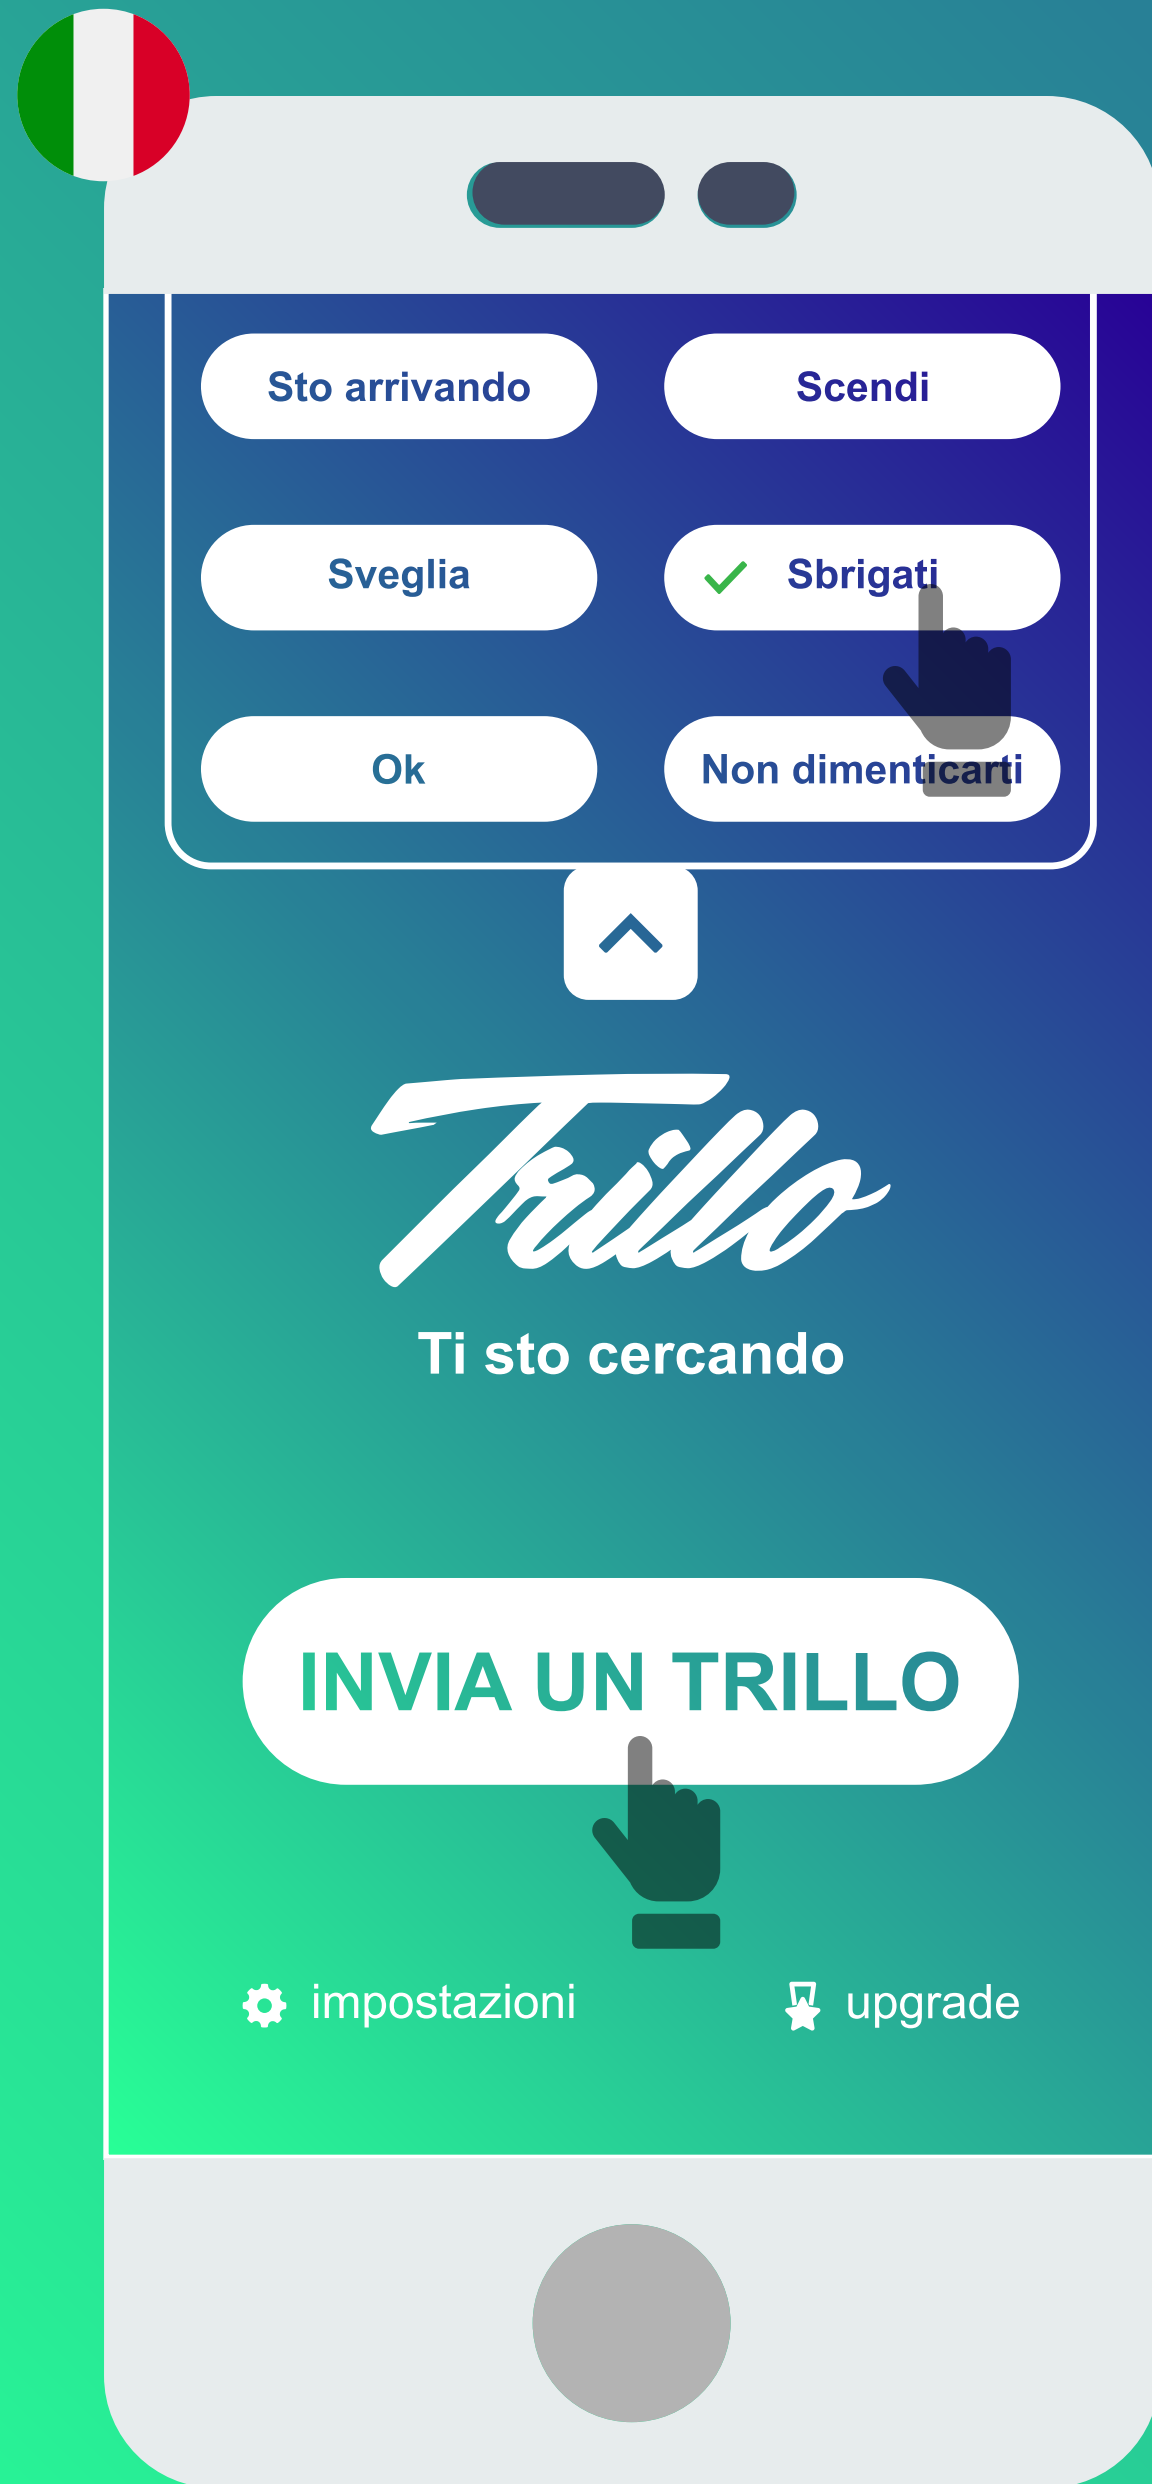 Sto arrivando
Scendi
Sveglia
Sbrigati
Ok
Non dimenticarti
Trillo
Ti sto cercando
INVIA UN TRILLO
impostazioni
upgrade